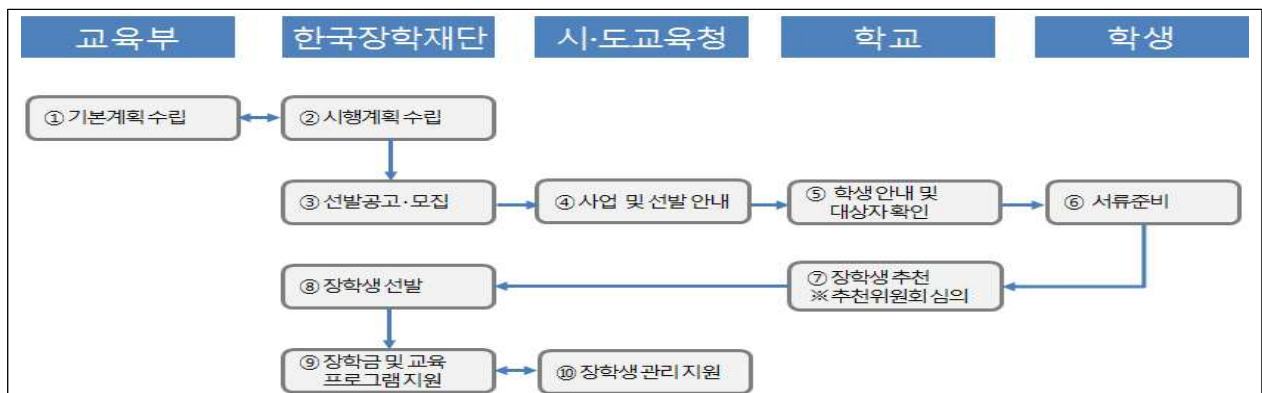 교육부
한국장학재단
시·도교육청
학교
학생
① 기본계획 수립
② 시행계획 수립
③ 선발공고·모집
④ 사업 및 선발 안내
⑤ 학생 안내 및
대상자 확인
⑥ 서류준비
⑦ 장학생 추천
※ 추천위원회 심의
⑧ 장학생 선발
⑨ 장학금 및 교육
프로그램 지원
⑩ 장학생 관리 지원